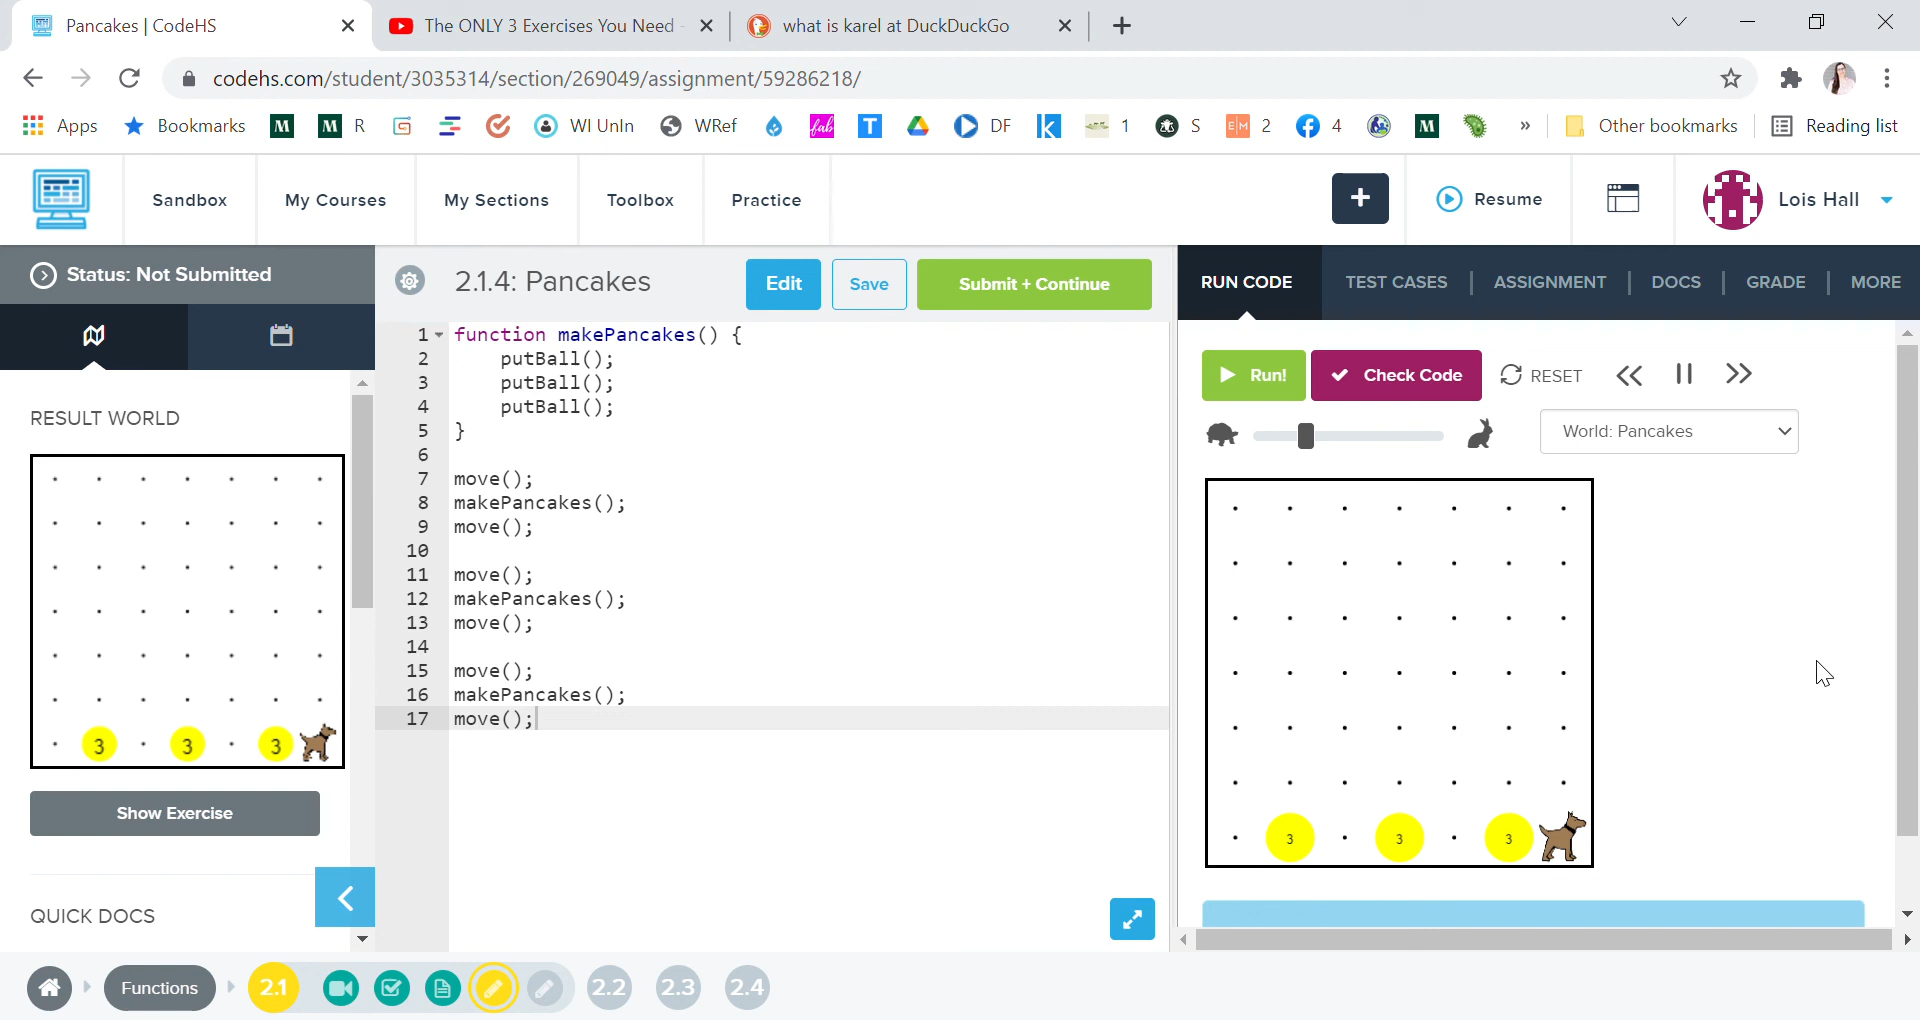 Pancakes | CodeHS
The ONLY 3 Exercises You Need -
what is karel at DuckDuckGo
codehs.com/student/3035314/section/269049/assignment/59286218/
Apps
Bookmarks
M
M R
WI UnIn
WRef
fab
T
DF
K
1
S
E|M 2
4
M
»
Other bookmarks
Reading list
Sandbox
My Courses
My Sections
Toolbox
Practice
+
Resume
Lois Hall
Status: Not Submitted
2.1.4: Pancakes
Edit
Save
Submit + Continue
RUN CODE
TEST CASES
ASSIGNMENT
DOCS
GRADE
MORE
RESULT WORLD
3 3 3
Show Exercise
QUICK DOCS
1 function makePancakes() {
2 putBall();
3 putBall();
4 putBall();
5 }
6
7 move();
8 makePancakes();
9 move();
10
11 move();
12 makePancakes();
13 move();
14
15 move();
16 makePancakes();
17 move();
Run!
Check Code
RESET
World: Pancakes
3 3 3
Functions
2.1
2.2
2.3
2.4